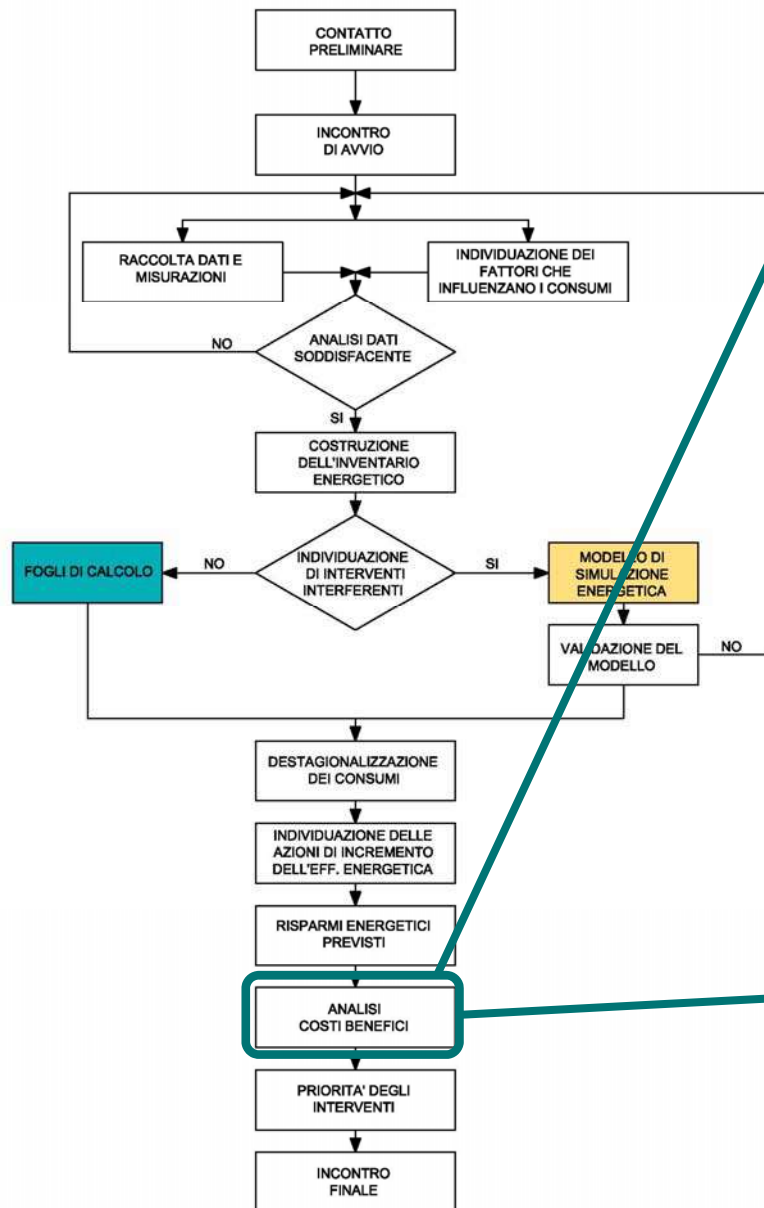 CONTATTO
PRELIMINARE
INCONTRO
DI AVVIO
RACCOLTA DATI E
MISURAZIONI
INDIVIDUAZIONE DEI
FATTORI CHE
INFLUENZANO I CONSUMI
NO
ANALISI DATI
SODDISFACENTE
SI
COSTRUZIONE
DELL'INVENTARIO
ENERGETICO
FOGLI DI CALCOLO
NO
INDIVIDUAZIONE
DI INTERVENTI
INTERFERENTI
SI
MODELLO DI
SIMULAZIONE
ENERGETICA
VALIDAZIONE DEL
MODELLO
NO
DESTAGIONALIZZAZIONE
DEI CONSUMI
INDIVIDUAZIONE DELLE
AZIONI DI INCREMENTO
DELL'EFF. ENERGETICA
RISPARMI ENERGETICI
PREVISTI
ANALISI
COSTI BENEFICI
PRIORITA' DEGLI
INTERVENTI
INCONTRO
FINALE